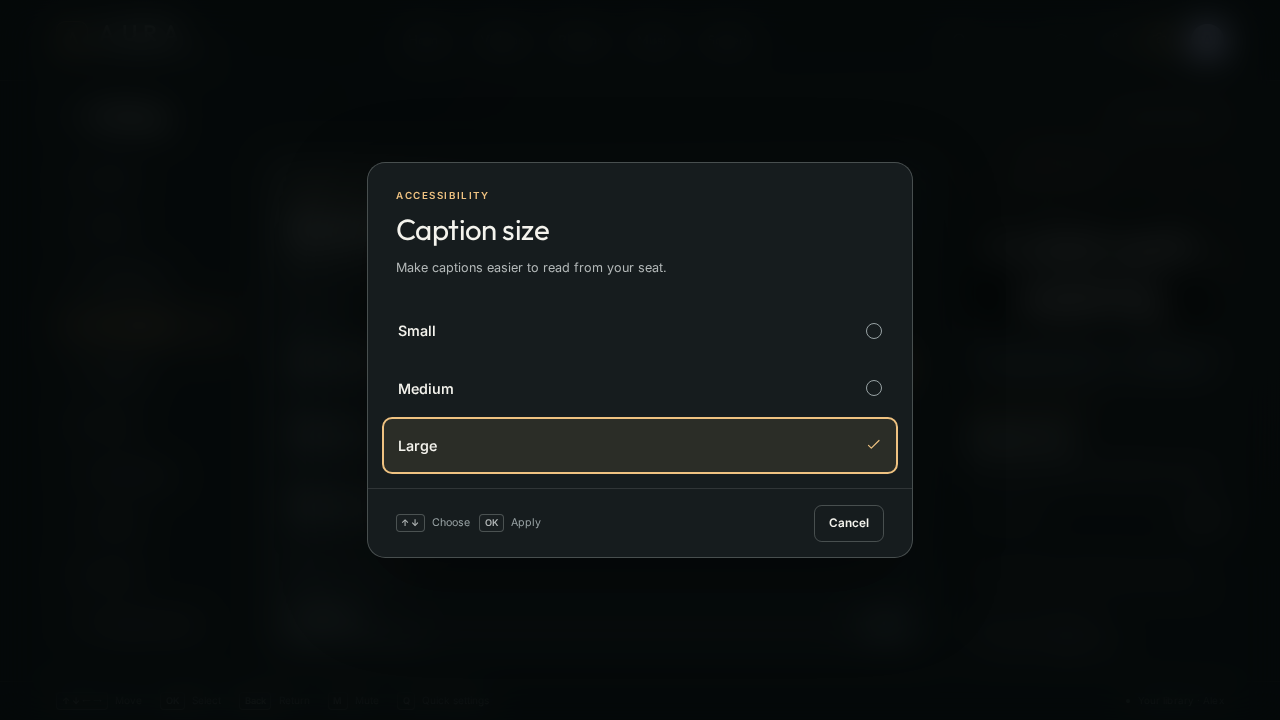 ACCESSIBILITY
Caption size
Make captions easier to read from your seat.
Small
Medium
Large
↑↓ Choose OK Apply
Cancel